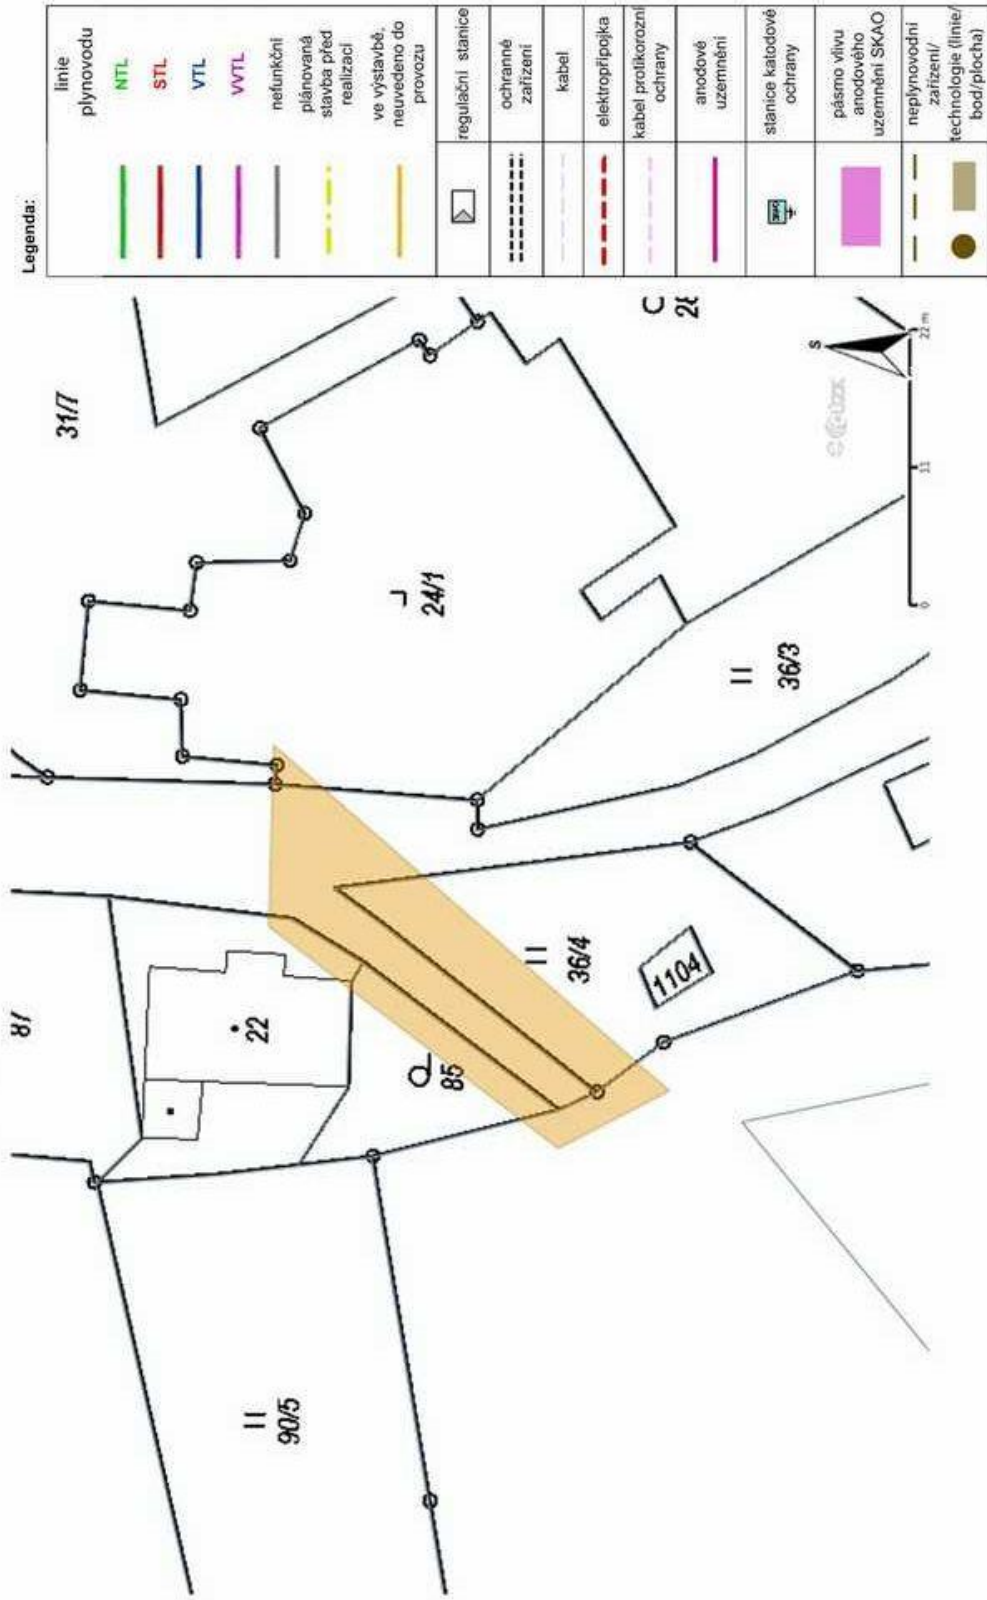 Legenda:
linie
plynovodu
NTL
STL
VTL
VVTL
nefunkční
plánovaná
stavba před
realizací
ve výstavbě,
neuvedeno do
provozu
regulační stanice
ochranné
zařízení
kabel
elektropřípojka
kabel protikorozní
ochrany
anodové
uzemnění
stanice katodové
ochrany
pásmo vlivu
anodového
uzemnění SKAO
neplynovodní
zařízení/
technologie (linie/
bod/plocha)
31/7
24/1
36/3
36/4
1104
22
85
90/5
S
0
11
22 m